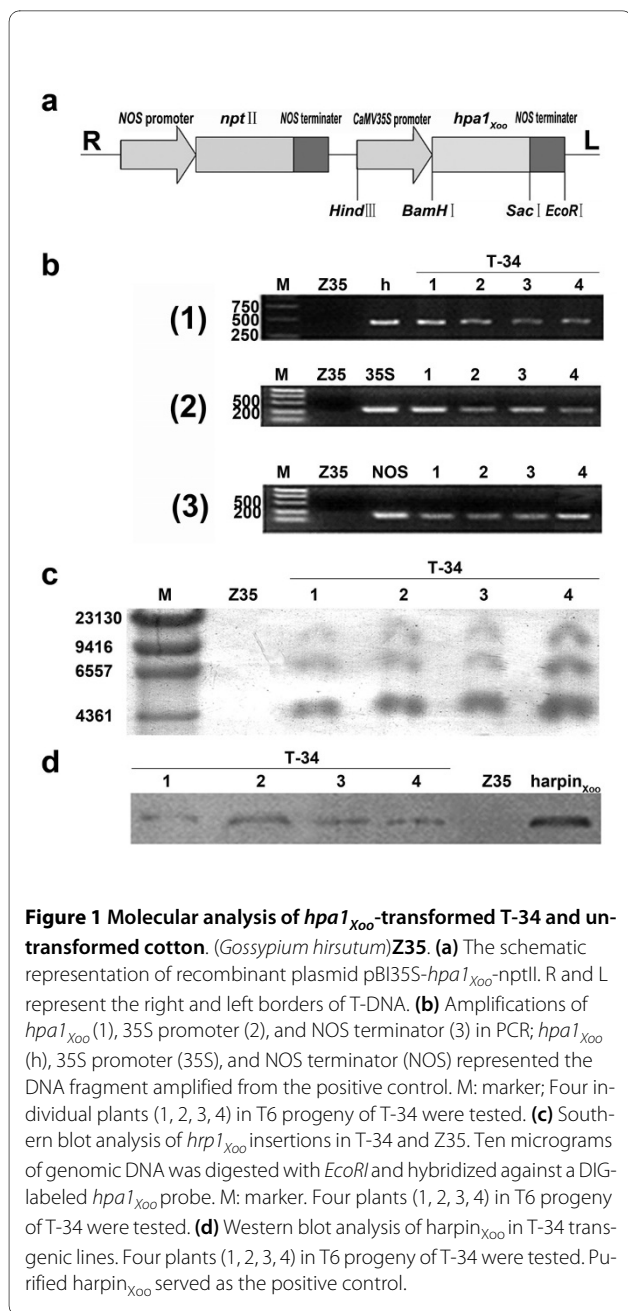 a
NOS promoter npt II NOS terminater CaMV35S promoter hpa1Xoo NOS terminater
R L
HindⅢ BamHⅠ SacⅠ EcoRⅠ
b
T-34
M Z35 h 1 2 3 4
(1)
750
500
250
M Z35 35S 1 2 3 4
(2)
500
200
M Z35 NOS 1 2 3 4
(3)
500
200
c
T-34
M Z35 1 2 3 4
23130
9416
6557
4361
d
T-34
1 2 3 4 Z35 harpinXoo
Figure 1 Molecular analysis of hpa1Xoo-transformed T-34 and un-
transformed cotton. (Gossypium hirsutum)Z35. (a) The schematic
representation of recombinant plasmid pBI35S-hpa1Xoo-nptII. R and L
represent the right and left borders of T-DNA. (b) Amplifications of
hpa1Xoo (1), 35S promoter (2), and NOS terminator (3) in PCR; hpa1Xoo
(h), 35S promoter (35S), and NOS terminator (NOS) represented the
DNA fragment amplified from the positive control. M: marker; Four in-
dividual plants (1, 2, 3, 4) in T6 progeny of T-34 were tested. (c) South-
ern blot analysis of hrp1Xoo insertions in T-34 and Z35. Ten micrograms
of genomic DNA was digested with EcoRI and hybridized against a DIG-
labeled hpa1Xoo probe. M: marker. Four plants (1, 2, 3, 4) in T6 progeny
of T-34 were tested. (d) Western blot analysis of harpinXoo in T-34 trans-
genic lines. Four plants (1, 2, 3, 4) in T6 progeny of T-34 were tested. Pu-
rified harpinXoo served as the positive control.